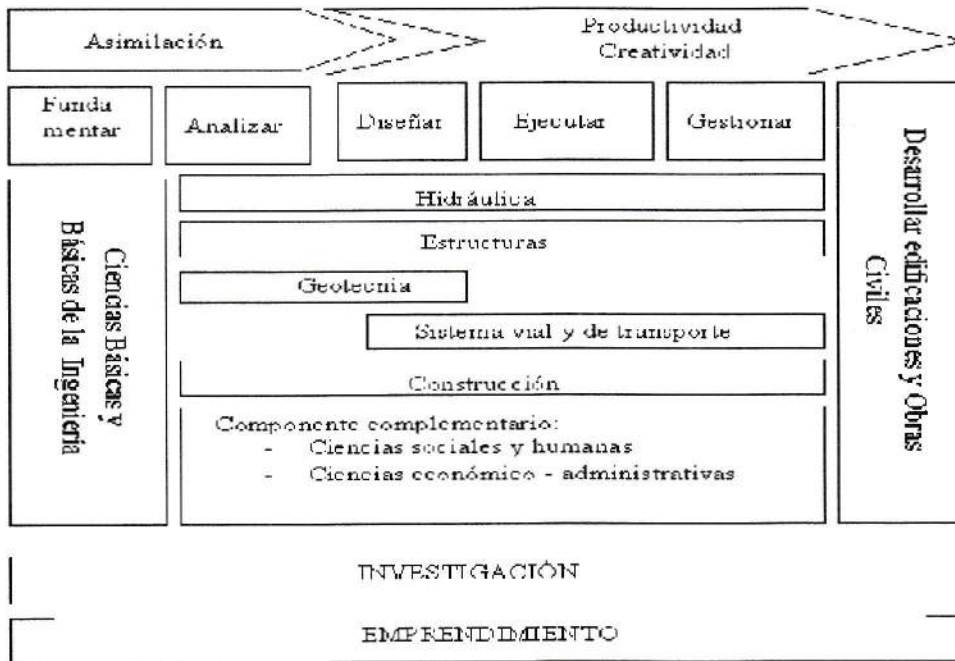 Asimilación
Productividad
Creatividad
Funda
mentar
Analizar
Diseñar
Ejecutar
Gestionar
Hidráulica
Estructuras
Geotecnia
Sistema vial y de transporte
Construcción
Componente complementario:
- Ciencias sociales y humanas
- Ciencias económico - administrativas
Ciencias Básicas y
Básicas de la Ingeniería
Desarrollar edificaciones y Obras
Civiles
INVESTIGACIÓN
EMPRENDIMIENTO